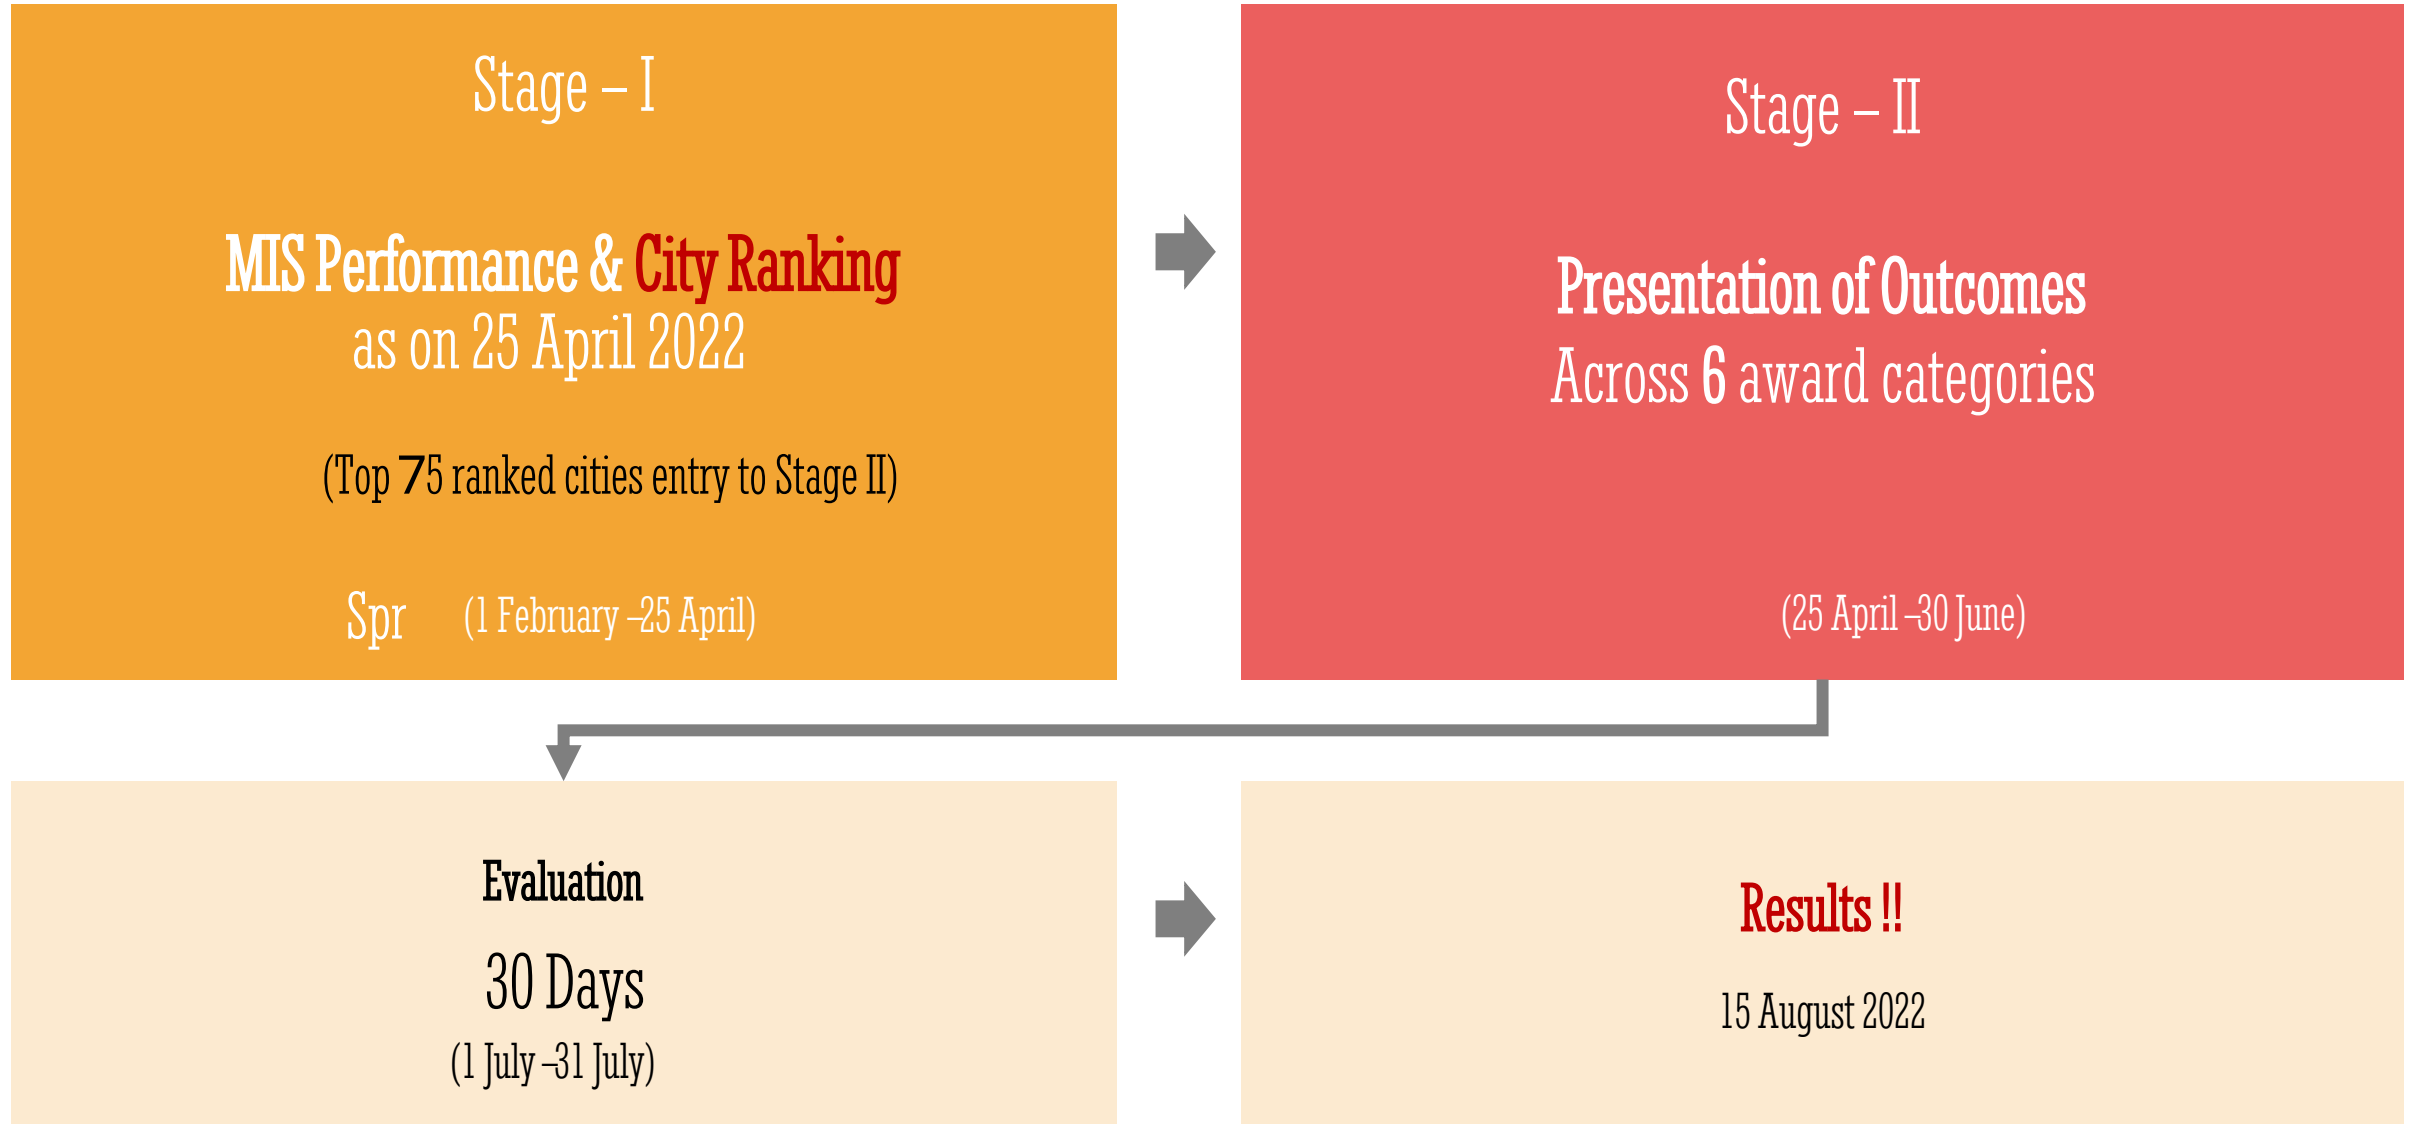 Stage – I
MIS Performance & City Ranking
as on 25 April 2022
(Top 75 ranked cities entry to Stage II)
Spr (1 February –25 April)
Stage – II
Presentation of Outcomes
Across 6 award categories
(25 April –30 June)
Evaluation
30 Days
(1 July –31 July)
Results !!
15 August 2022